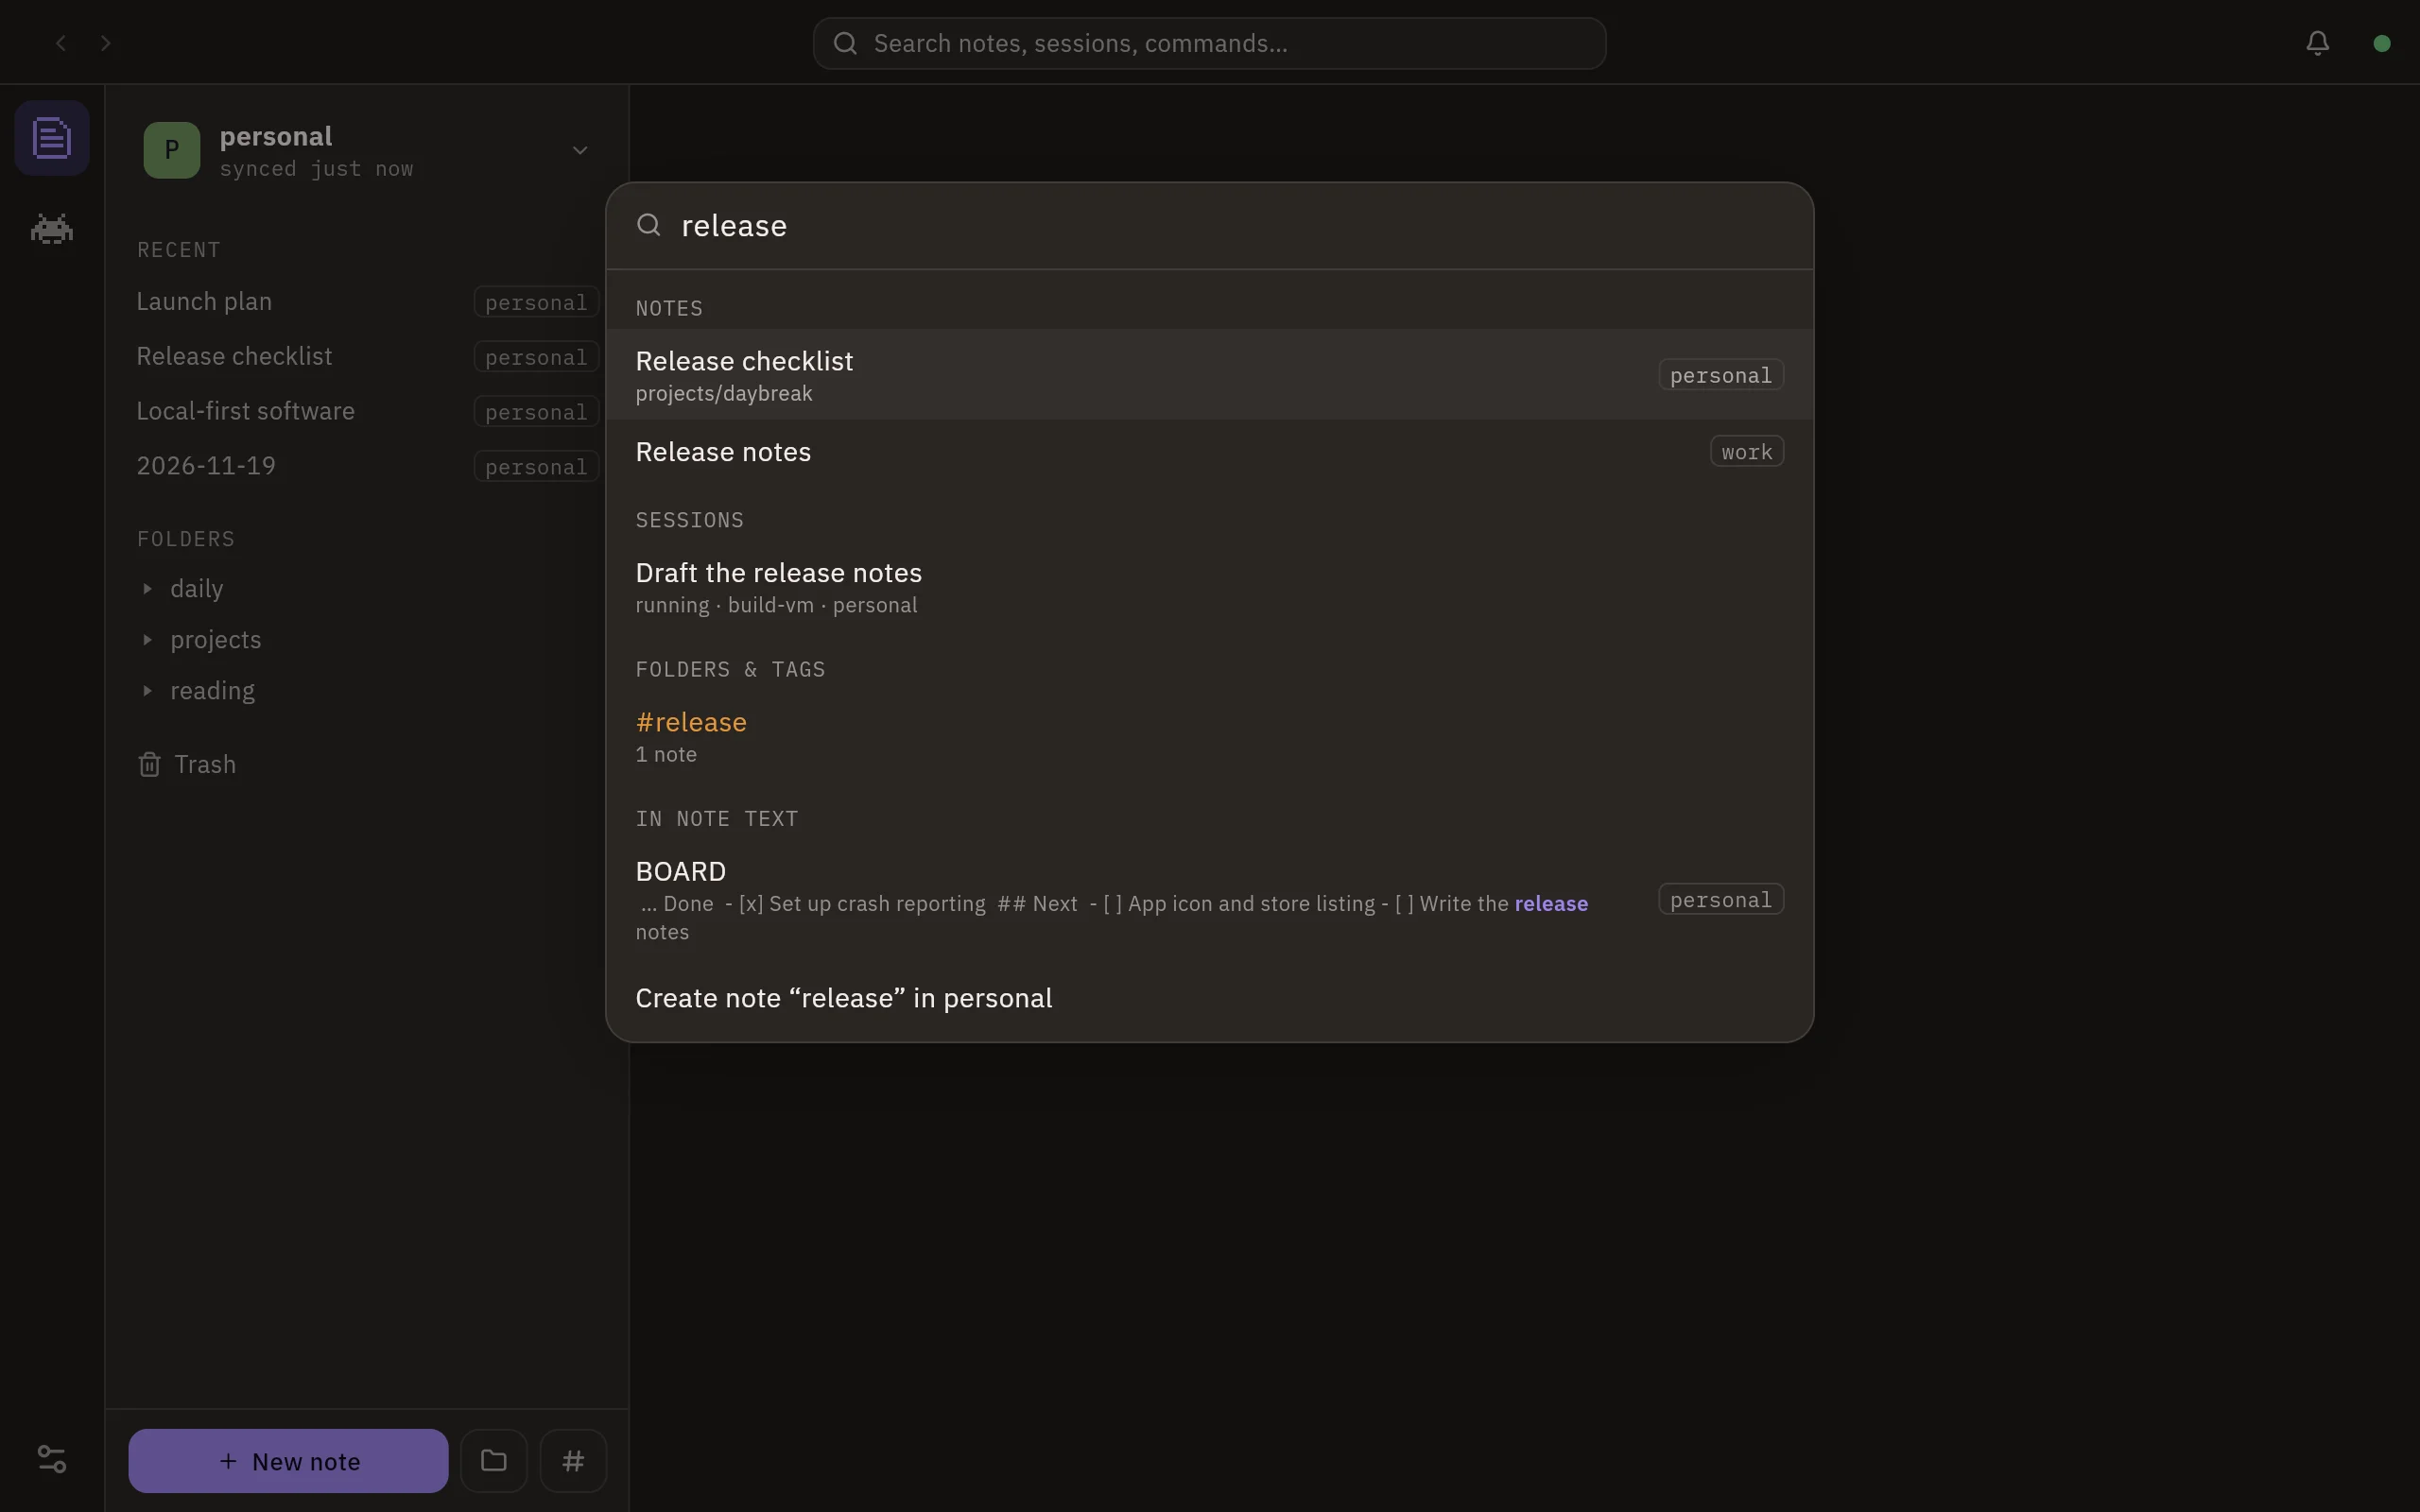 Search notes, sessions, commands...
P
personal
synced just now
RECENT
Launch plan personal
Release checklist personal
Local-first software personal
2026-11-19 personal
FOLDERS
daily
projects
reading
Trash
+ New note
#
release
NOTES
Release checklist
projects/daybreak
personal
Release notes work
SESSIONS
Draft the release notes
running · build-vm · personal
FOLDERS & TAGS
#release
1 note
IN NOTE TEXT
BOARD
... Done - [x] Set up crash reporting ## Next - [ ] App icon and store listing - [ ] Write the release
notes
personal
Create note “release” in personal